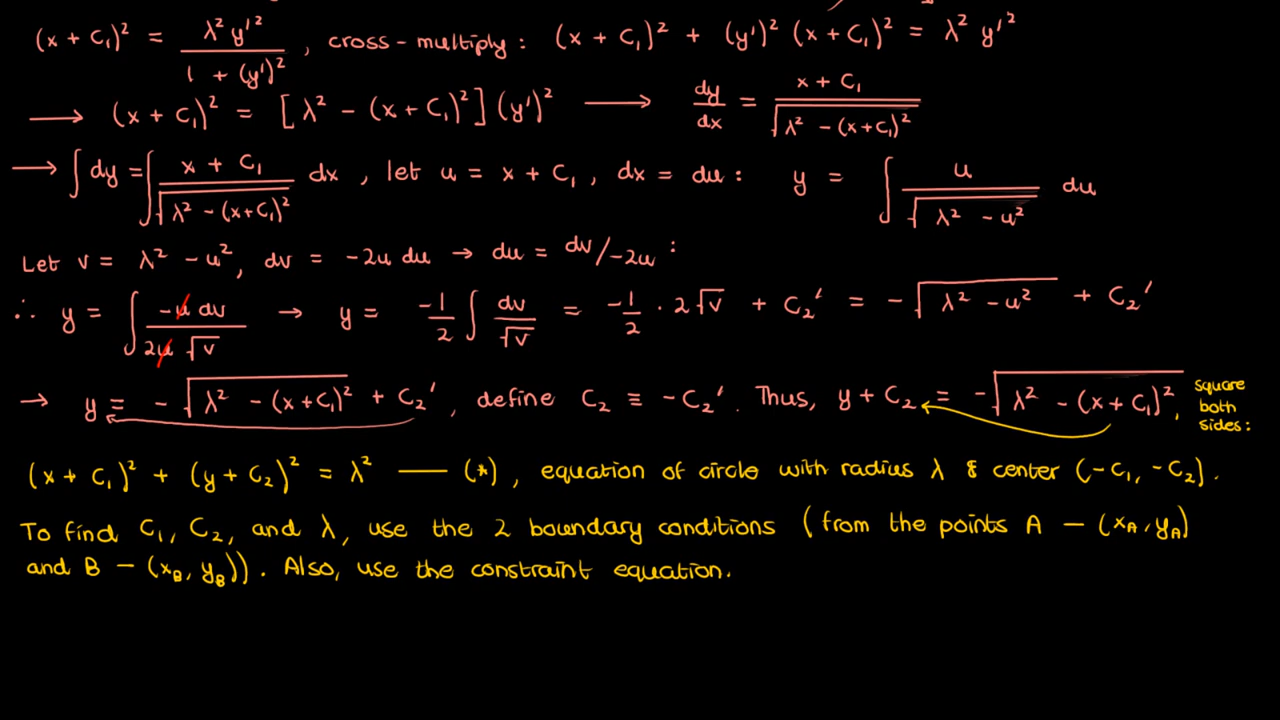 (x + C₁)² = λ² y'² / (1 + (y')²) , cross-multiply: (x + C₁)² + (y')² (x + C₁)² = λ² y'²
⟶ (x + C₁)² = [λ² − (x + C₁)²] (y')² ⟶ dy/dx = (x + C₁) / √(λ² − (x+C₁)²)
⟶ ∫ dy = ∫ (x + C₁) / √(λ² − (x+C₁)²) dx , let u = x + C₁ , dx = du : y = ∫ u / √(λ² − u²) du
Let v = λ² − u², dv = −2u du → du = dv/−2u :
∴ y = ∫ −u dv / 2u √v → y = −1/2 ∫ dv/√v = −1/2 · 2√v + C₂' = −√(λ² − u²) + C₂'
→ y = −√(λ² − (x+C₁)²) + C₂' , define C₂ ≡ −C₂' . Thus, y + C₂ = −√(λ² − (x + C₁)²) , square both sides:
(x + C₁)² + (y + C₂)² = λ² — (*) , equation of circle with radius λ & center (−C₁, −C₂) .
To find C₁, C₂, and λ, use the 2 boundary conditions (from the points A − (x_A, y_A)
and B − (x_B, y_B)) . Also, use the constraint equation.